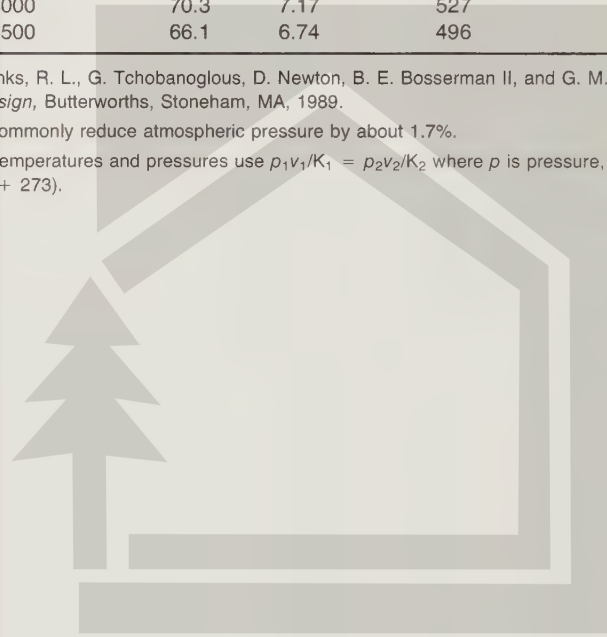 000 70.3 7.17 527
500 66.1 6.74 496
nks, R. L., G. Tchobanoglous, D. Newton, B. E. Bosserman II, and G. M.
sign, Butterworths, Stoneham, MA, 1989.
ommonly reduce atmospheric pressure by about 1.7%.
emperatures and pressures use p₁v₁/K₁ = p₂v₂/K₂ where p is pressure,
+ 273).